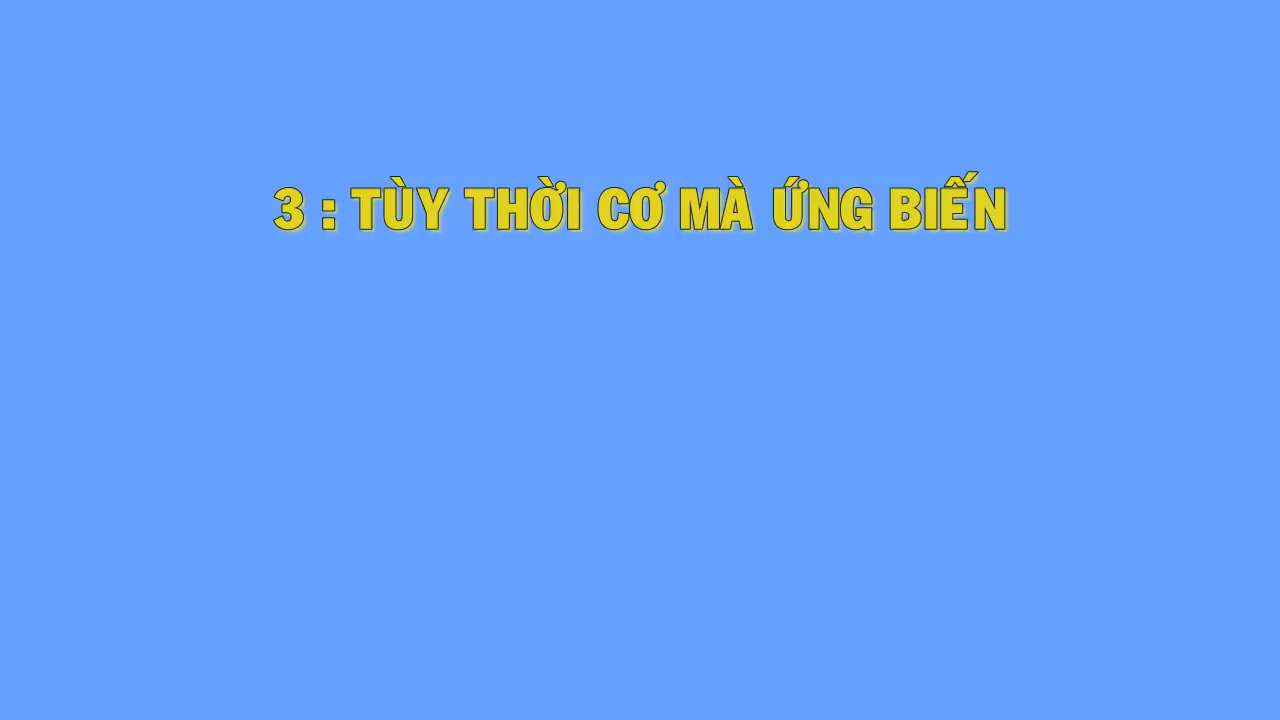 3 : TÙY THỜI CƠ MÀ ỨNG BIẾN